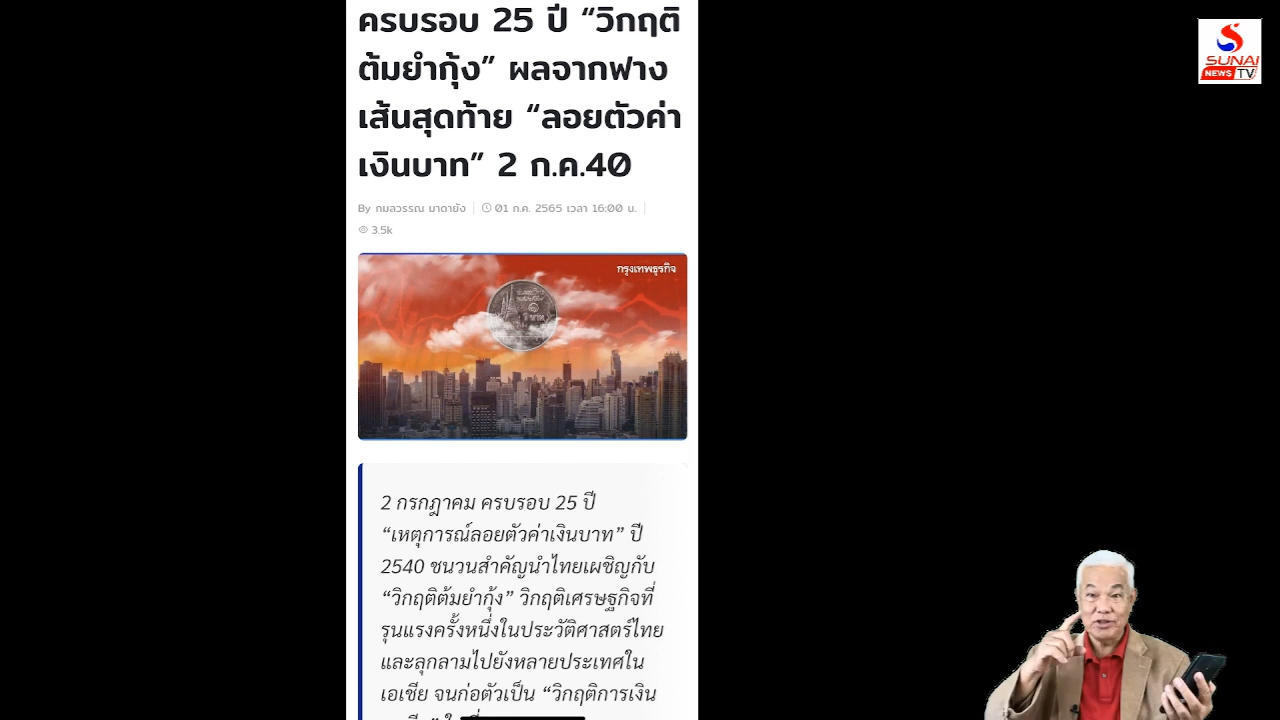 ครบรอบ 25 ปี “วิกฤติ
ต้มยำกุ้ง” ผลจากฟาง
เส้นสุดท้าย “ลอยตัวค่า
เงินบาท” 2 ก.ค.40
By กมลวรรณ มาดายัง | 01 ก.ค. 2565 เวลา 16:00 น. |
3.5k
กรุงเทพธุรกิจ
2 กรกฎาคม ครบรอบ 25 ปี
“เหตุการณ์ลอยตัวค่าเงินบาท” ปี
2540 ชนวนสำคัญนำไทยเผชิญกับ
“วิกฤติต้มยำกุ้ง” วิกฤติเศรษฐกิจที่
รุนแรงครั้งหนึ่งในประวัติศาสตร์ไทย
และลุกลามไปยังหลายประเทศใน
เอเชีย จนก่อตัวเป็น “วิกฤติการเงิน
SUNAI
NEWS TV